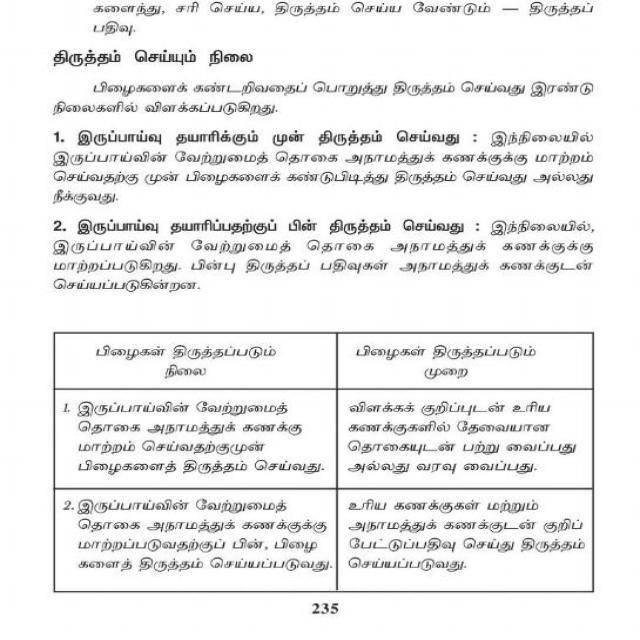 களைந்து, சரி செய்ய, திருத்தம் செய்ய வேண்டும் — திருத்தப்
பதிவு.
திருத்தம் செய்யும் நிலை
பிழைகளைக் கண்டறிவதைப் பொறுத்து திருத்தம் செய்வது இரண்டு
நிலைகளில் விளக்கப்படுகிறது.
1. இருப்பாய்வு தயாரிக்கும் முன் திருத்தம் செய்வது : இந்நிலையில்
இருப்பாய்வின் வேற்றுமைத் தொகை அநாமத்துக் கணக்குக்கு மாற்றம்
செய்வதற்கு முன் பிழைகளைக் கண்டுபிடித்து திருத்தம் செய்வது அல்லது
நீக்குவது.
2. இருப்பாய்வு தயாரிப்பதற்குப் பின் திருத்தம் செய்வது : இந்நிலையில்,
இருப்பாய்வின் வேற்றுமைத் தொகை அநாமத்துக் கணக்குக்கு
மாற்றப்படுகிறது. பின்பு திருத்தப் பதிவுகள் அநாமத்துக் கணக்குடன்
செய்யப்படுகின்றன.
பிழைகள் திருத்தப்படும்
நிலை
பிழைகள் திருத்தப்படும்
முறை
1. இருப்பாய்வின் வேற்றுமைத்
தொகை அநாமத்துக் கணக்கு
மாற்றம் செய்வதற்குமுன்
பிழைகளைத் திருத்தம் செய்வது.
விளக்கக் குறிப்புடன் உரிய
கணக்குகளில் தேவையான
தொகையுடன் பற்று வைப்பது
அல்லது வரவு வைப்பது.
2. இருப்பாய்வின் வேற்றுமைத்
தொகை அநாமத்துக் கணக்குக்கு
மாற்றப்படுவதற்குப் பின், பிழை
களைத் திருத்தம் செய்யப்படுவது.
உரிய கணக்குகள் மற்றும்
அநாமத்துக் கணக்குடன் குறிப்
பேட்டுப்பதிவு செய்து திருத்தம்
செய்யப்படுவது.
235